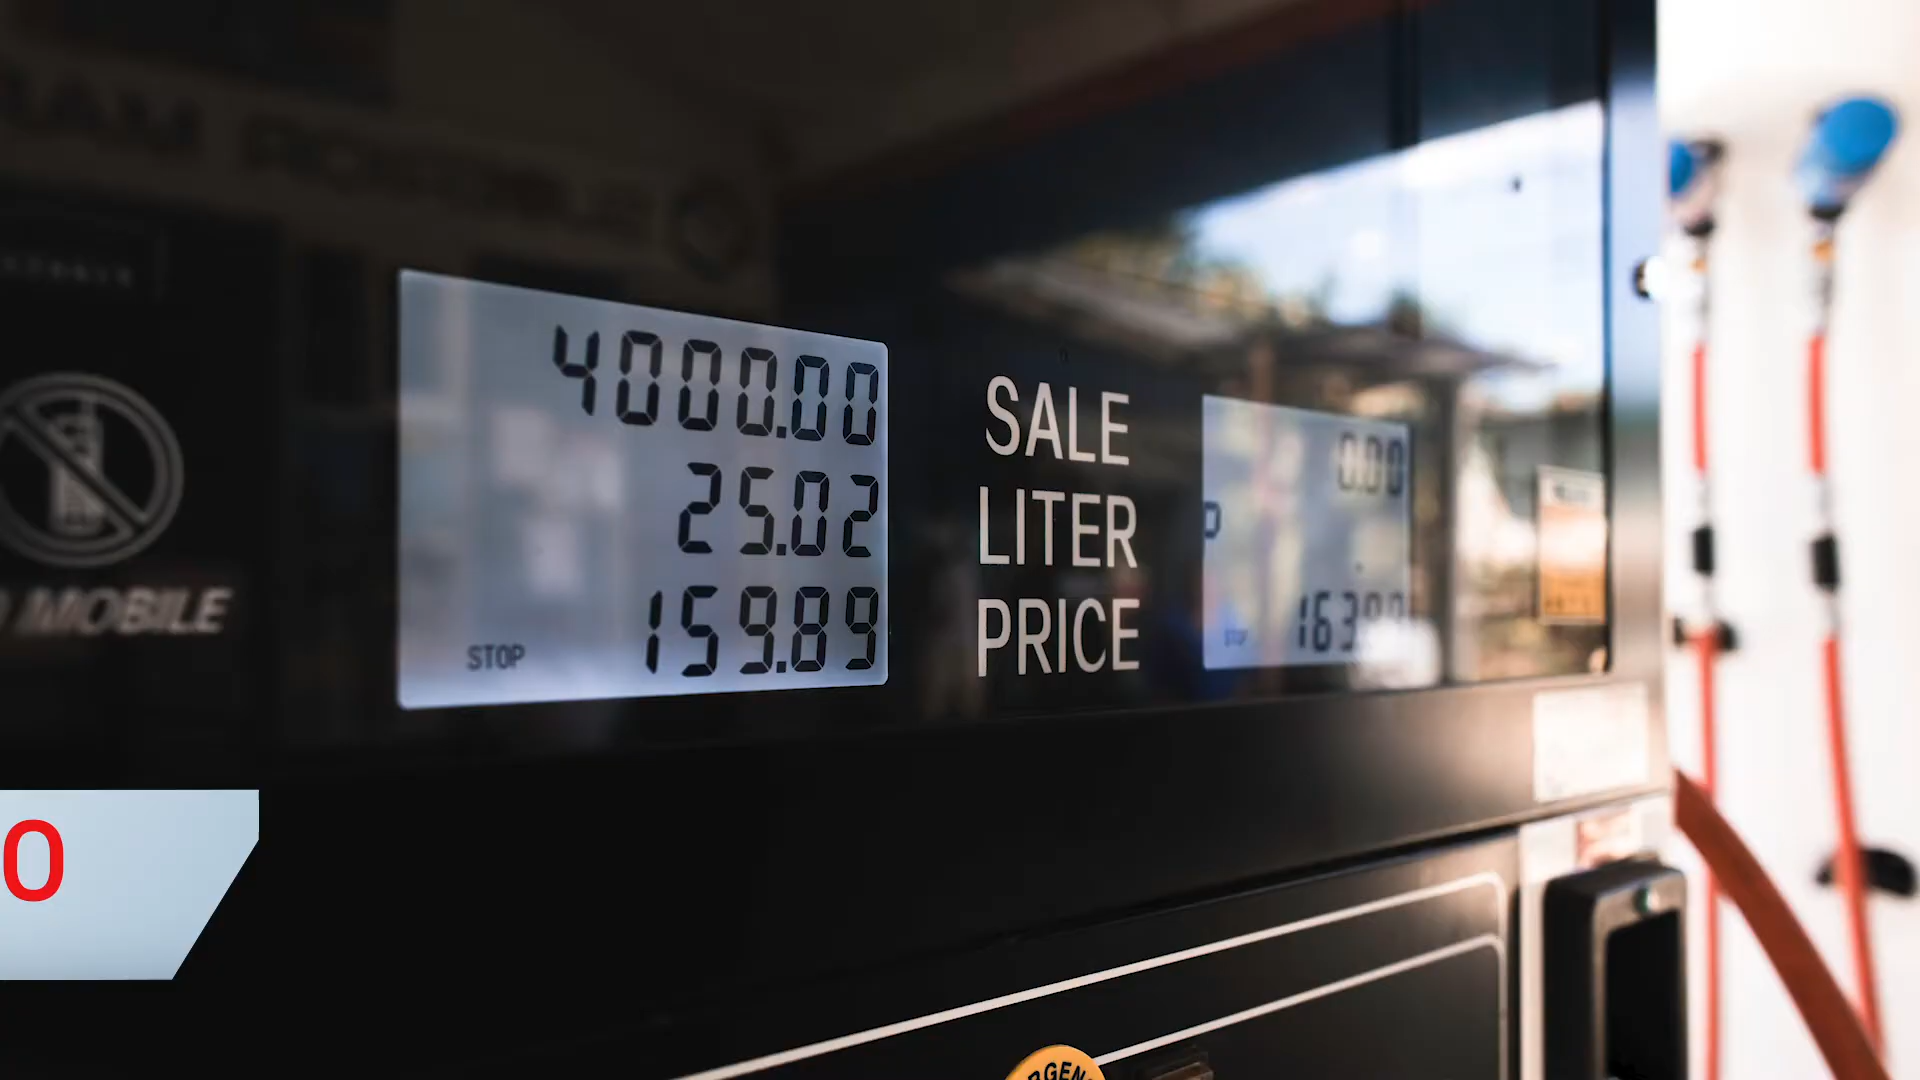 4000.00
25.02
159.89
STOP
SALE
LITER
PRICE
0.00
P
MOBILE
0